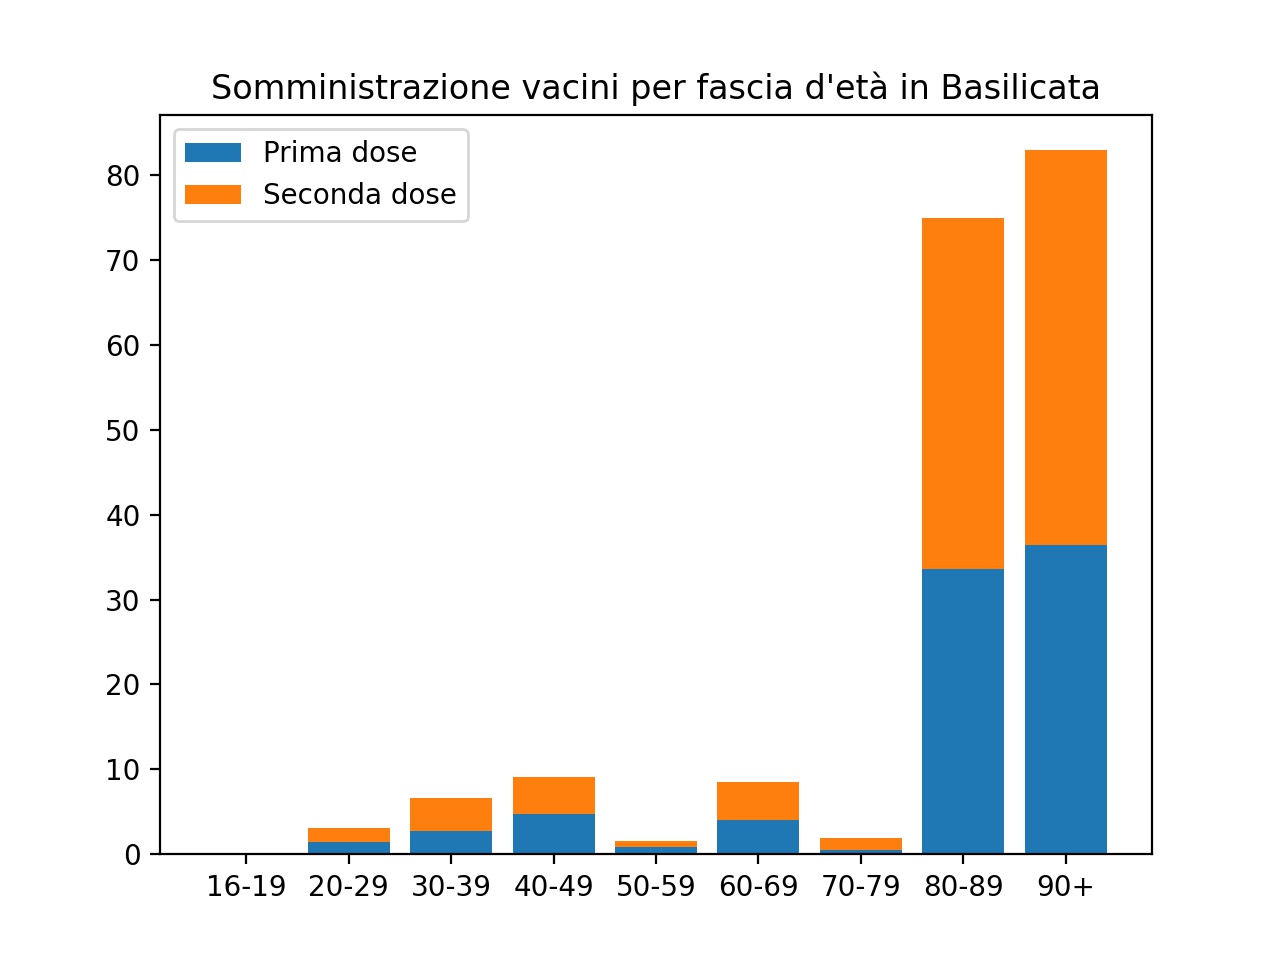 Somministrazione vacini per fascia d'età in Basilicata
Prima dose
Seconda dose
80
70
60
50
40
30
20
10
0
16-19 20-29 30-39 40-49 50-59 60-69 70-79 80-89 90+